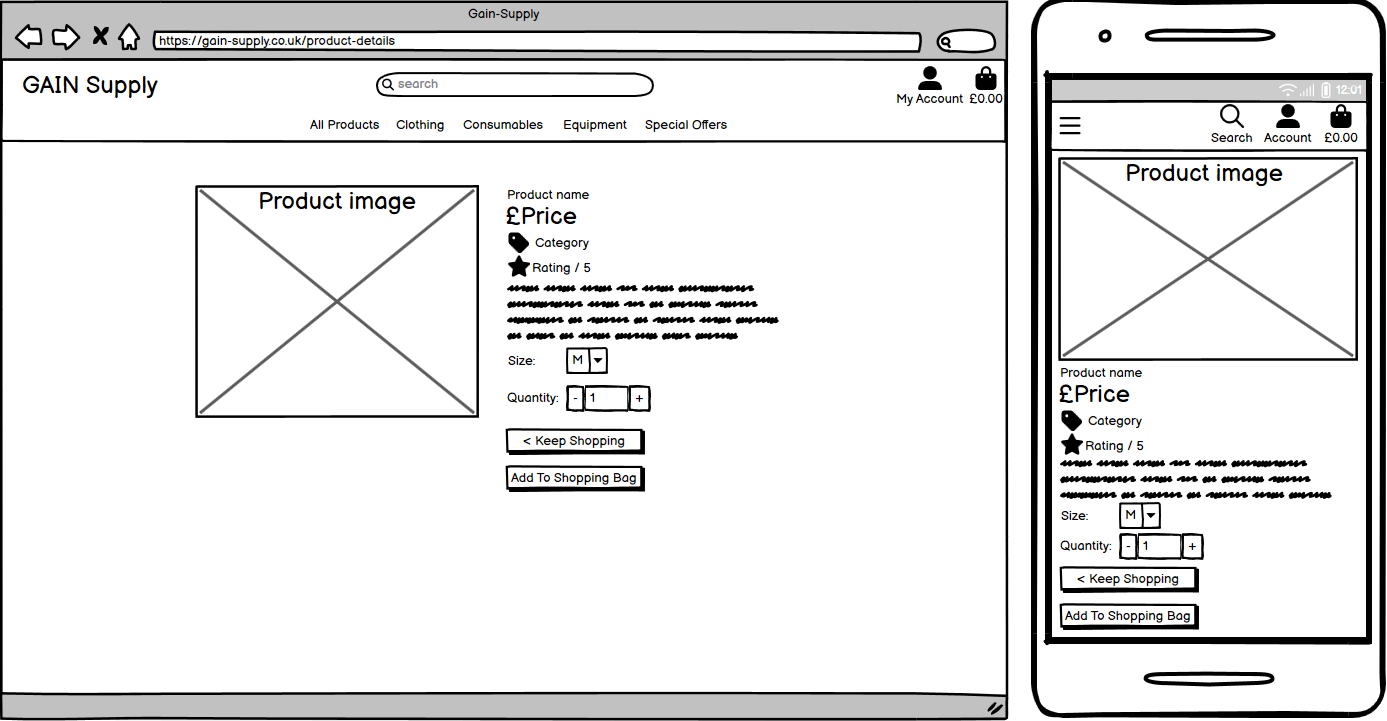 Gain-Supply
https://gain-supply.co.uk/product-details
GAIN Supply
search
My Account £0.00
All Products Clothing Consumables Equipment Special Offers
Product image
Product name
£Price
Category
Rating / 5
Size: M
Quantity: - 1 +
< Keep Shopping
Add To Shopping Bag
12:01
Search Account £0.00
Product image
Product name
£Price
Category
Rating / 5
Size: M
Quantity: - 1 +
< Keep Shopping
Add To Shopping Bag